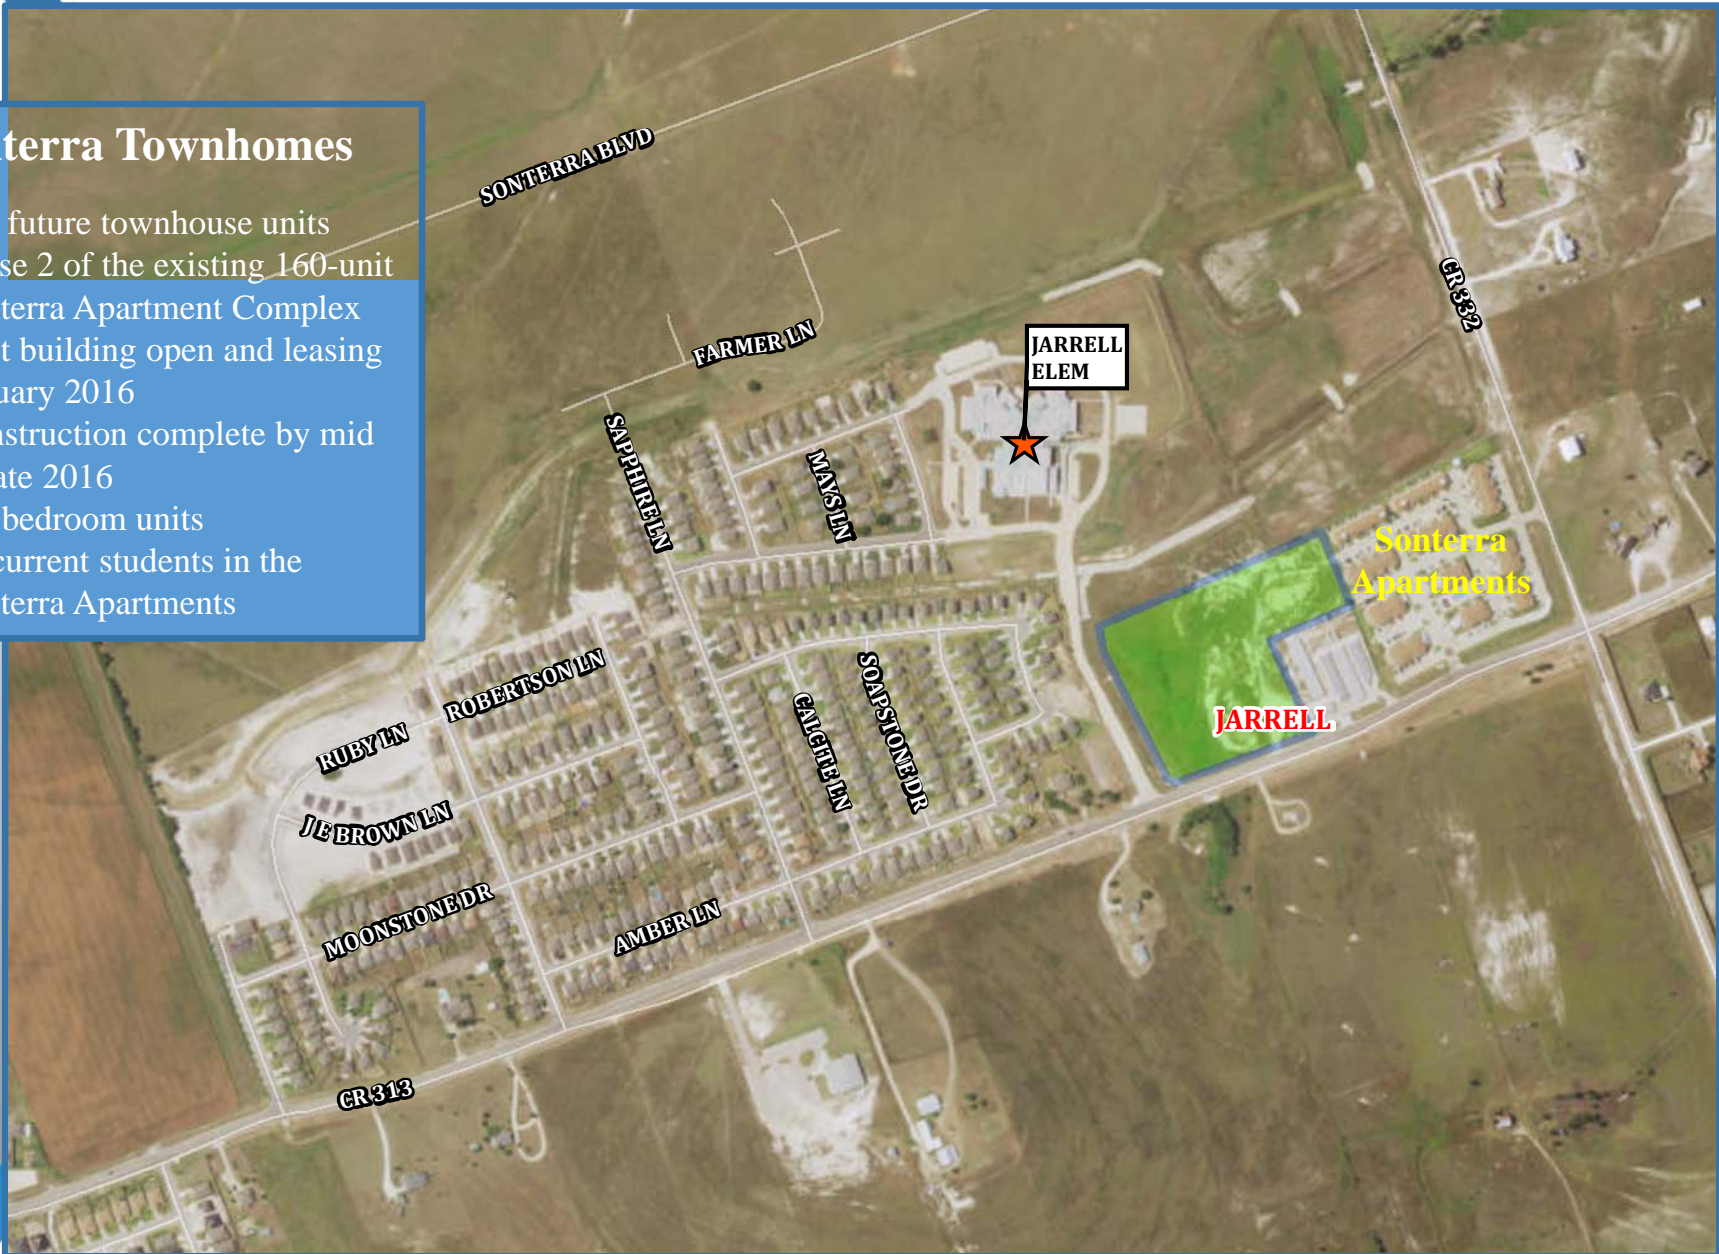 terra Townhomes
future townhouse units
se 2 of the existing 160-unit
terra Apartment Complex
t building open and leasing
uary 2016
nstruction complete by mid
ate 2016
bedroom units
current students in the
terra Apartments
SONTERRA BLVD
CR 332
FARMER LN
JARRELL
ELEM
SAPPHIRE LN
MAYS LN
Sonterra
Apartments
ROBERTSON LN
SOAPSTONE DR
CALCITE LN
RUBY LN
JARRELL
J E BROWN LN
MOONSTONE DR
AMBER LN
CR 313